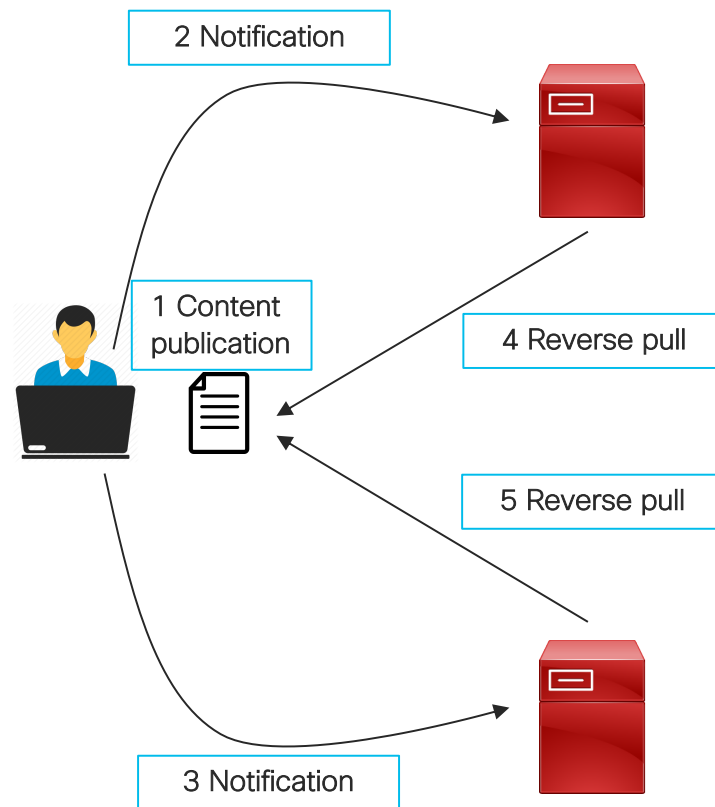 2 Notification
1 Content
publication
4 Reverse pull
5 Reverse pull
3 Notification